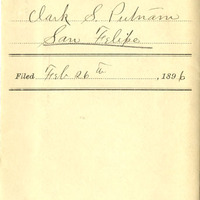 Clark S. Putnam
San Felipe
Filed Feb 26th, 1896